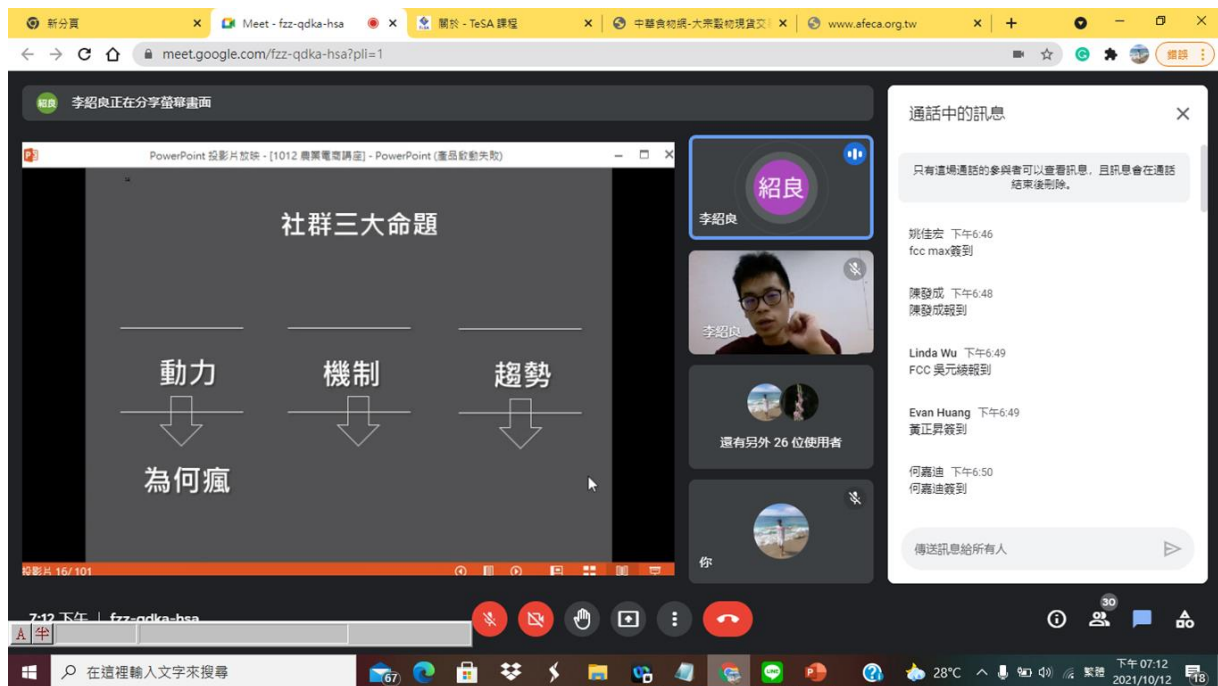 新分頁
Meet - fzz-qdka-hsa
關於 - TeSA 課程
中華食物網-大宗穀物現貨交
www.afeca.org.tw
meet.google.com/fzz-qdka-hsa?pli=1
錯誤
紹良
李紹良正在分享螢幕畫面
PowerPoint 投影片放映 - [1012 農業電商講座] - PowerPoint (產品啟動失敗)
社群三大命題
動力
機制
趨勢
為何瘋
投影片 16/101
紹良
李紹良
李紹良
還有另外 26 位使用者
你
通話中的訊息
只有這場通話的參與者可以查看訊息，且訊息會在通話
結束後刪除。
姚佳宏 下午6:46
fcc max簽到
陳發成 下午6:48
陳發成報到
Linda Wu 下午6:49
FCC 吳元綾報到
Evan Huang 下午6:49
黃正昇簽到
何嘉迪 下午6:50
何嘉迪簽到
傳送訊息給所有人
7:12 下午 | fzz-qdka-hsa
30
A 半
在這裡輸入文字來搜尋
67
28°C
繁體
下午 07:12
2021/10/12
18